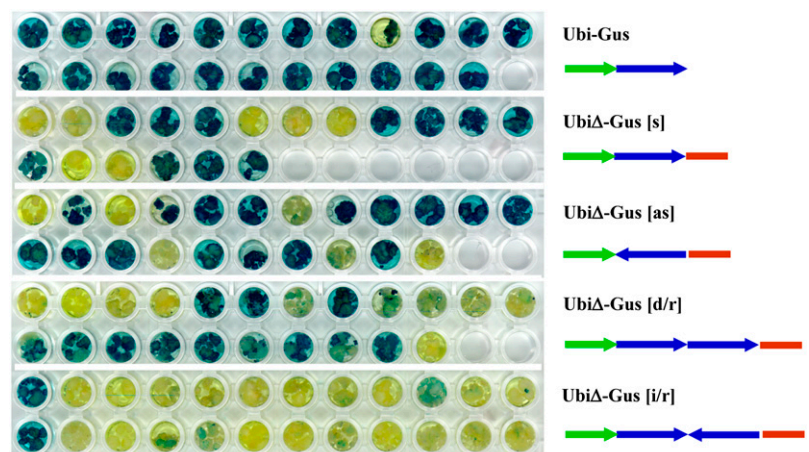 Ubi-Gus
UbiΔ-Gus [s]
UbiΔ-Gus [as]
UbiΔ-Gus [d/r]
UbiΔ-Gus [i/r]